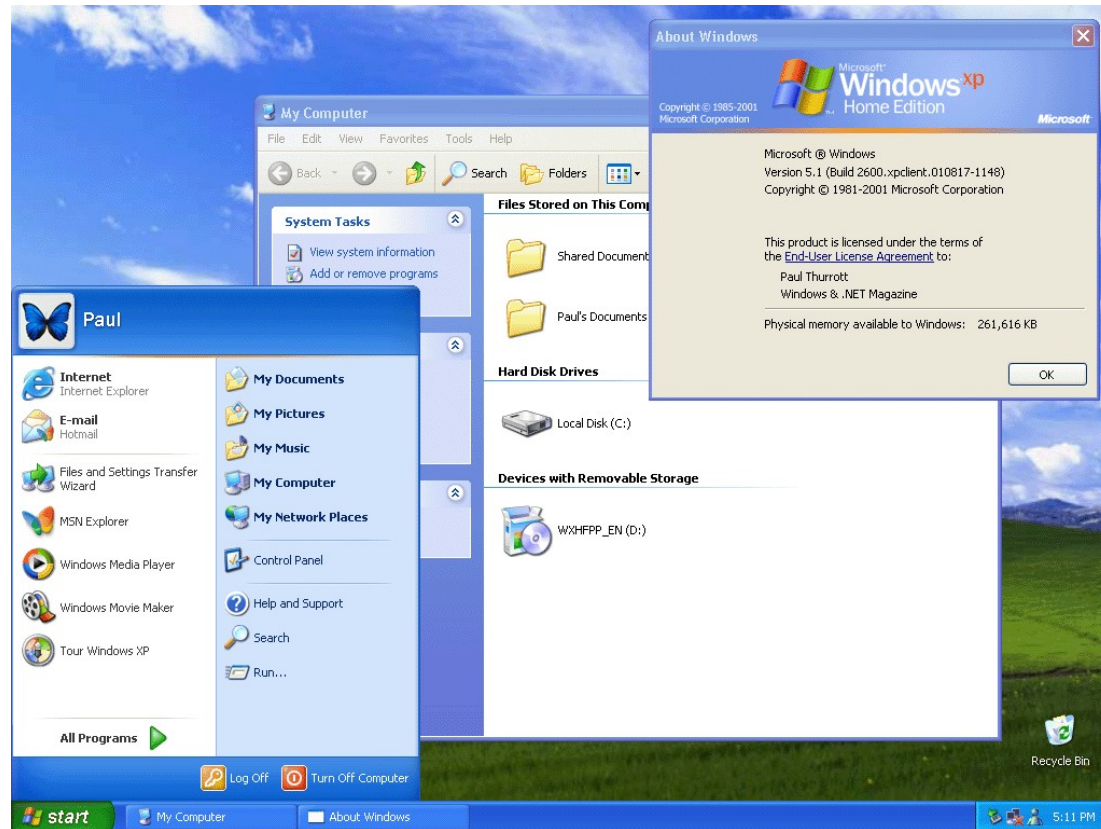 About Windows
Microsoft®
Windows xp
Home Edition
Copyright © 1985-2001
Microsoft Corporation
Microsoft
Microsoft ® Windows
Version 5.1 (Build 2600.xpclient.010817-1148)
Copyright © 1981-2001 Microsoft Corporation
This product is licensed under the terms of
the End-User License Agreement to:
Paul Thurrott
Windows & .NET Magazine
Physical memory available to Windows: 261,616 KB
OK
My Computer
File Edit View Favorites Tools Help
Back Search Folders
System Tasks
View system information
Add or remove programs
Files Stored on This Comp
Shared Document
Paul's Documents
Hard Disk Drives
Local Disk (C:)
Devices with Removable Storage
WXHFPP_EN (D:)
Paul
Internet
Internet Explorer
E-mail
Hotmail
Files and Settings Transfer
Wizard
MSN Explorer
Windows Media Player
Windows Movie Maker
Tour Windows XP
All Programs
My Documents
My Pictures
My Music
My Computer
My Network Places
Control Panel
Help and Support
Search
Run...
Log Off Turn Off Computer
Recycle Bin
start My Computer About Windows 5:11 PM